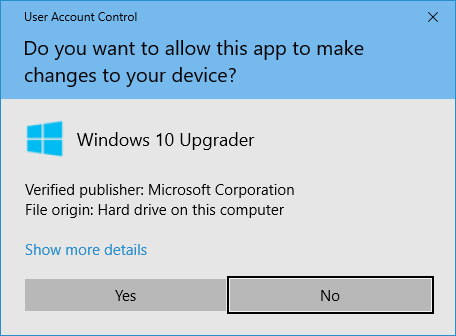 User Account Control
Do you want to allow this app to make
changes to your device?
Windows 10 Upgrader
Verified publisher: Microsoft Corporation
File origin: Hard drive on this computer
Show more details
Yes
No